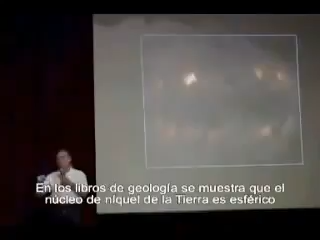 En los libros de geología se muestra que el
núcleo de níquel de la Tierra es esférico